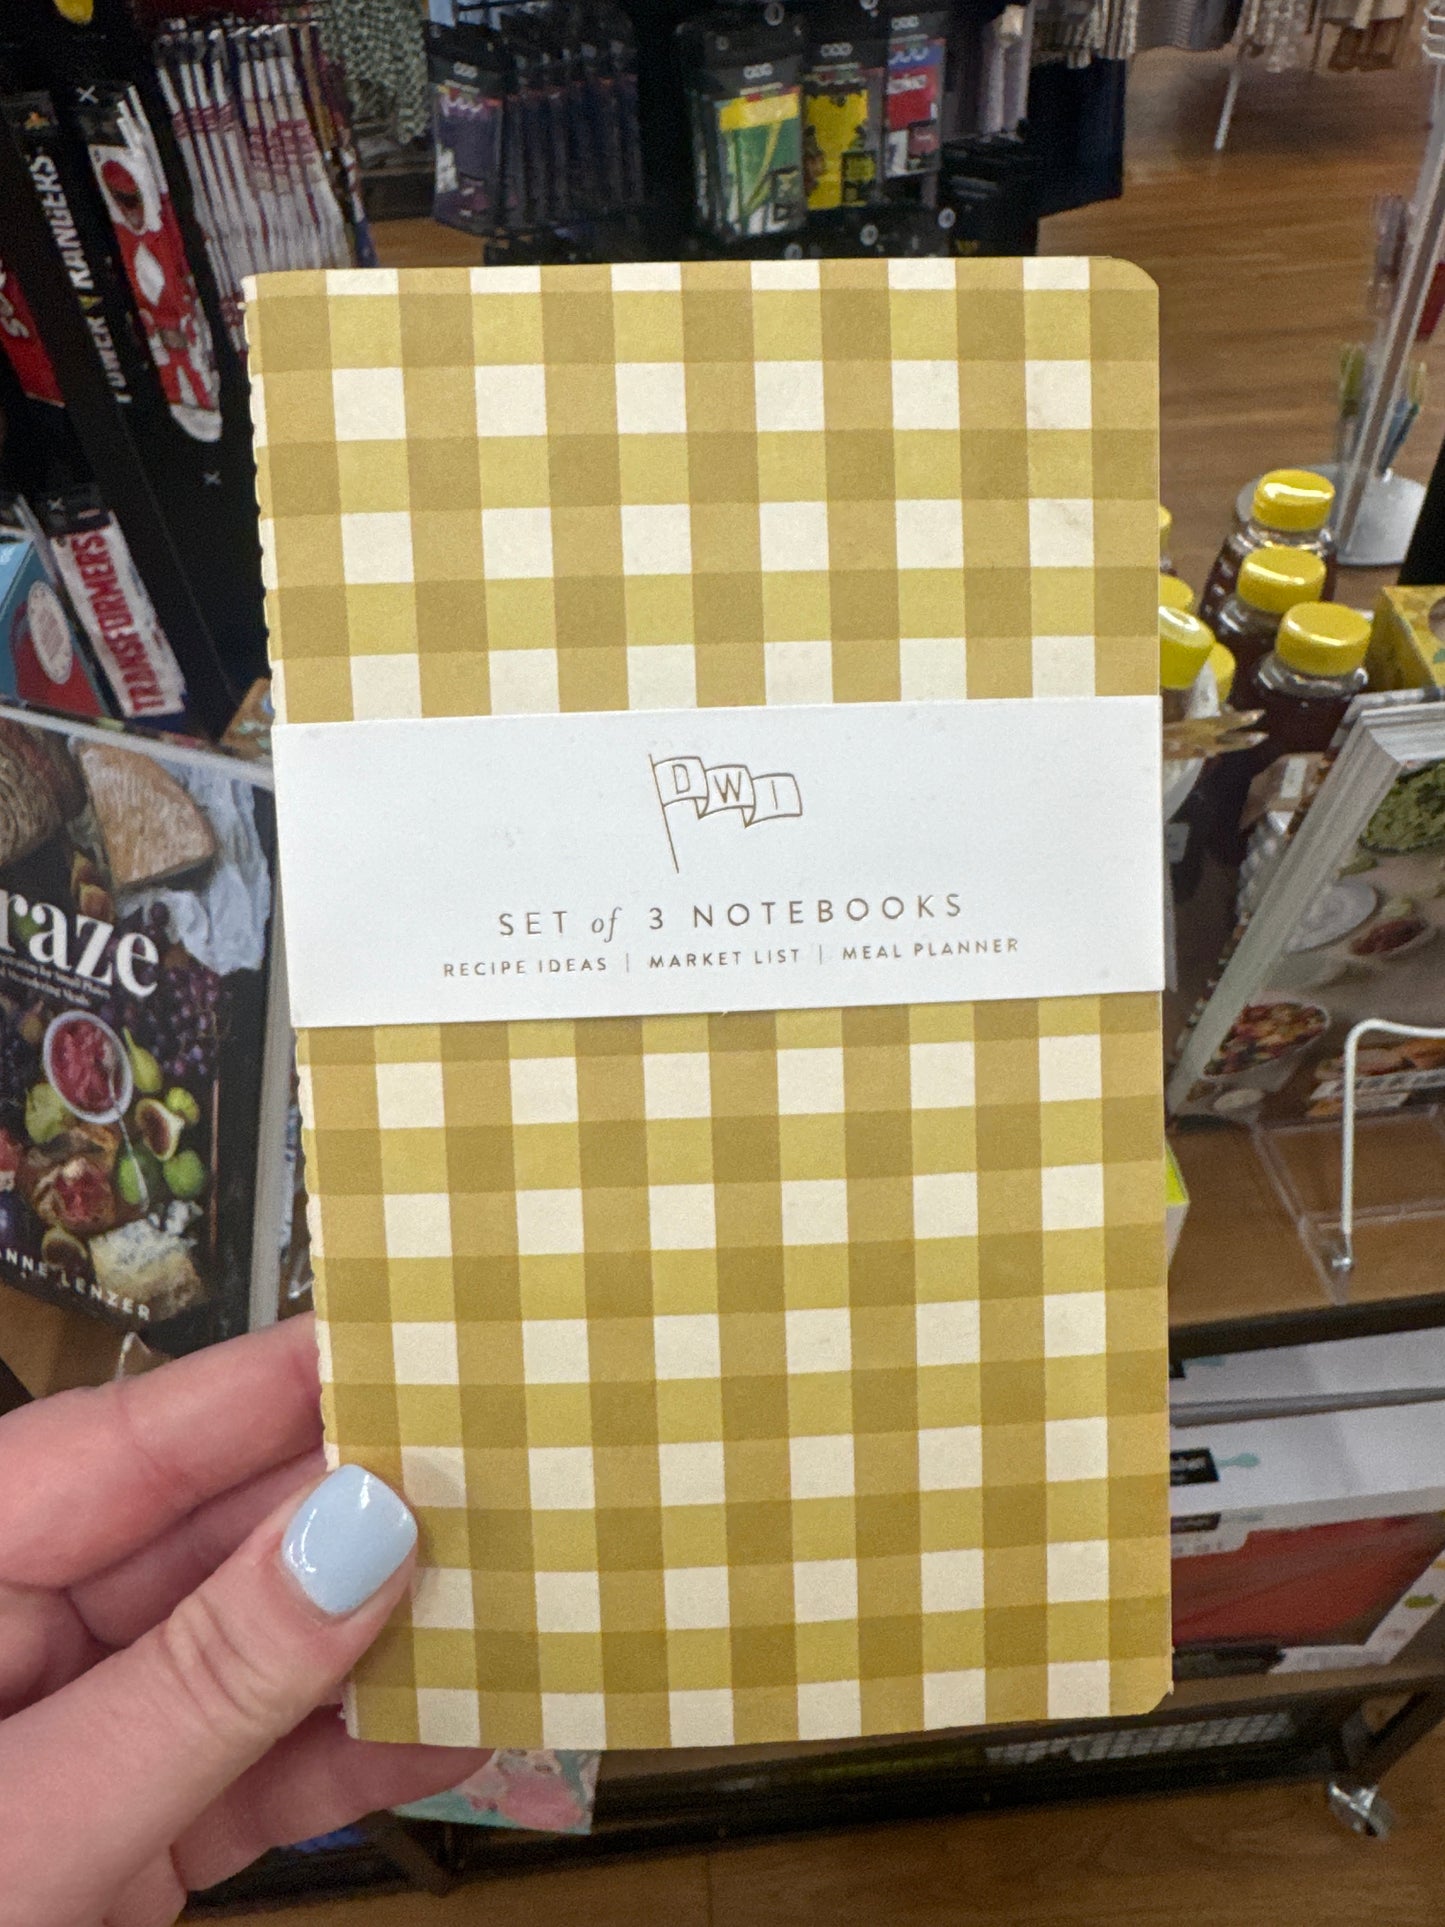 POWER RANGERS
TRANSFORMERS
raze
ANNE LENZER
DWI
SET of 3 NOTEBOOKS
RECIPE IDEAS | MARKET LIST | MEAL PLANNER